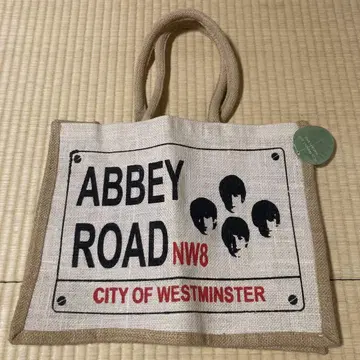 ABBEY
ROAD NW8
CITY OF WESTMINSTER